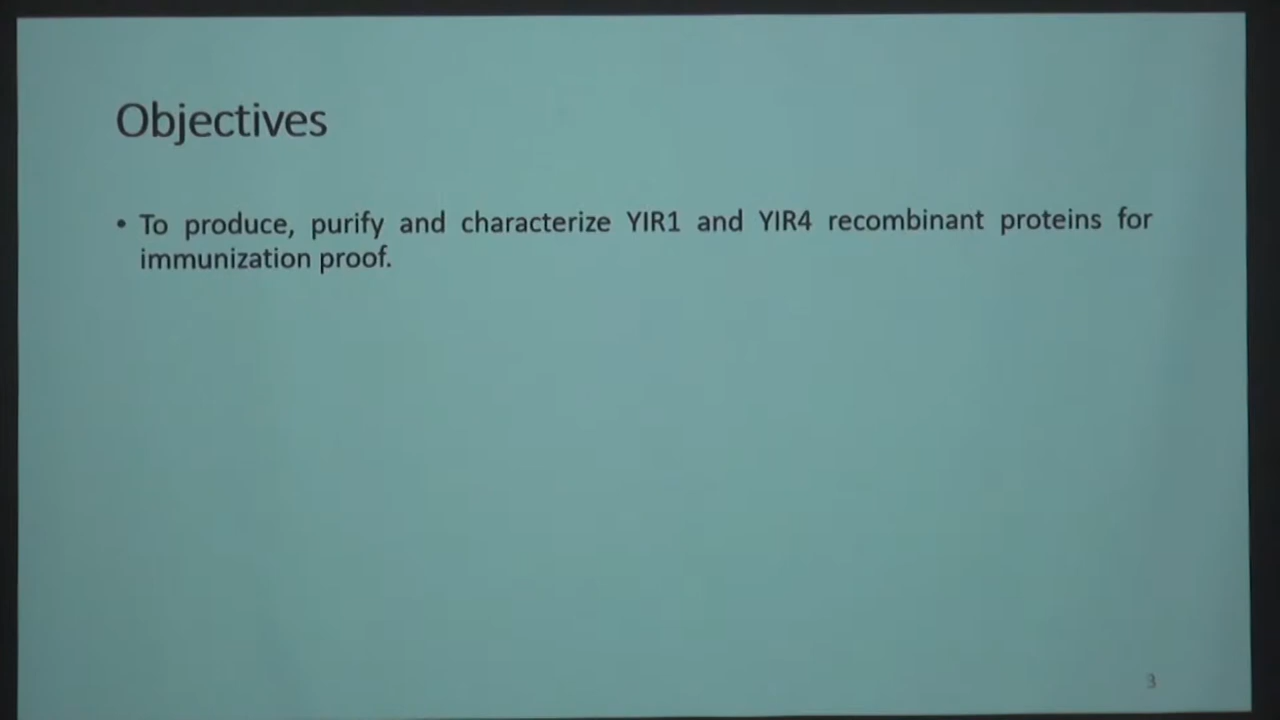 Objectives
• To produce, purify and characterize YIR1 and YIR4 recombinant proteins for
immunization proof.
3